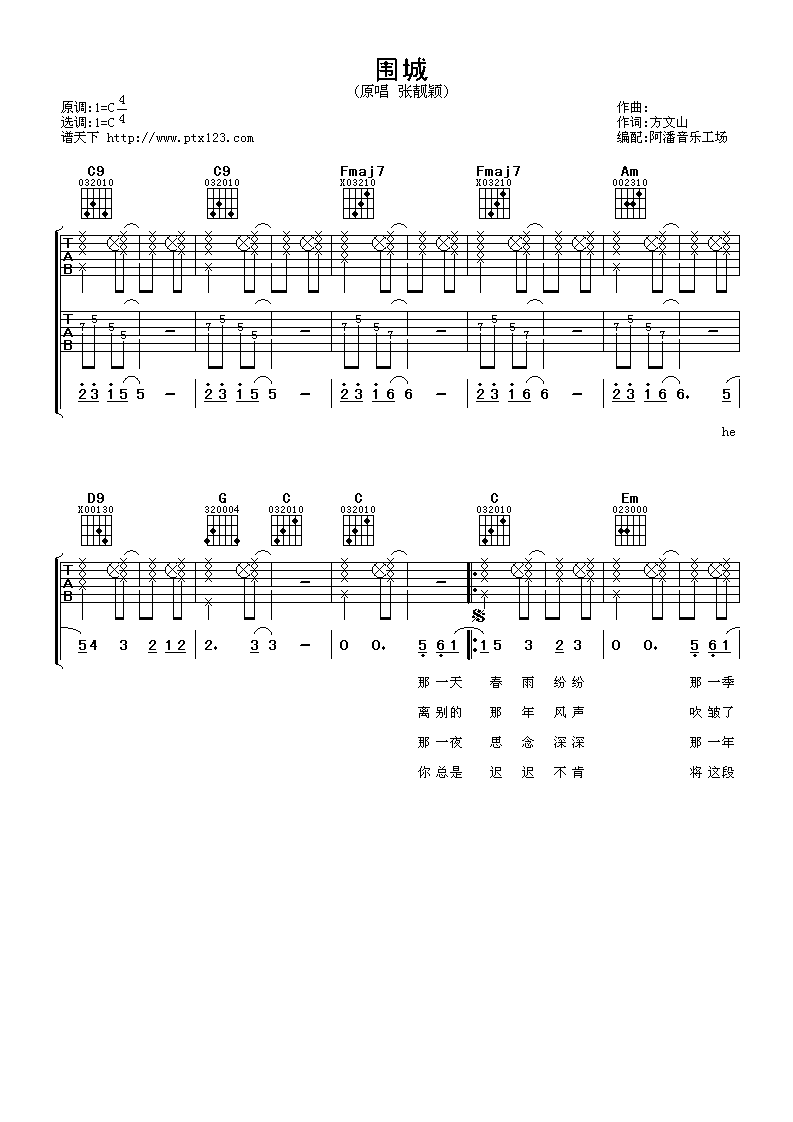 围城
(原唱 张靓颖)
原调:1=C 4/4
选调:1=C
谱天下 http://www.ptx123.com
作曲:
作词:方文山
编配:阿潘音乐工场
C9 C9 Fmaj7 Fmaj7 Am
032010 032010 X03210 X03210 002310
T A B
T A B
7 5 5 5 - 7 5 5 5 - 7 5 5 7 - 7 5 5 7 - 7 5 5 7 -
2 3 1 5 5 - 2 3 1 5 5 - 2 3 1 6 6 - 2 3 1 6 6 - 2 3 1 6 6. 5
he
D9 G C C C Em
X00130 320004 032010 032010 032010 023000
T A B
5 4 3 2 1 2 2. 3 3 - 0 0. 5 6 1 1 5 3 2 3 0 0. 5 6 1
那一天 春 雨 纷纷 那一季
离别的 那 年 风声 吹皱了
那一夜 思 念 深深 那一年
你总是 迟 迟 不肯 将这段